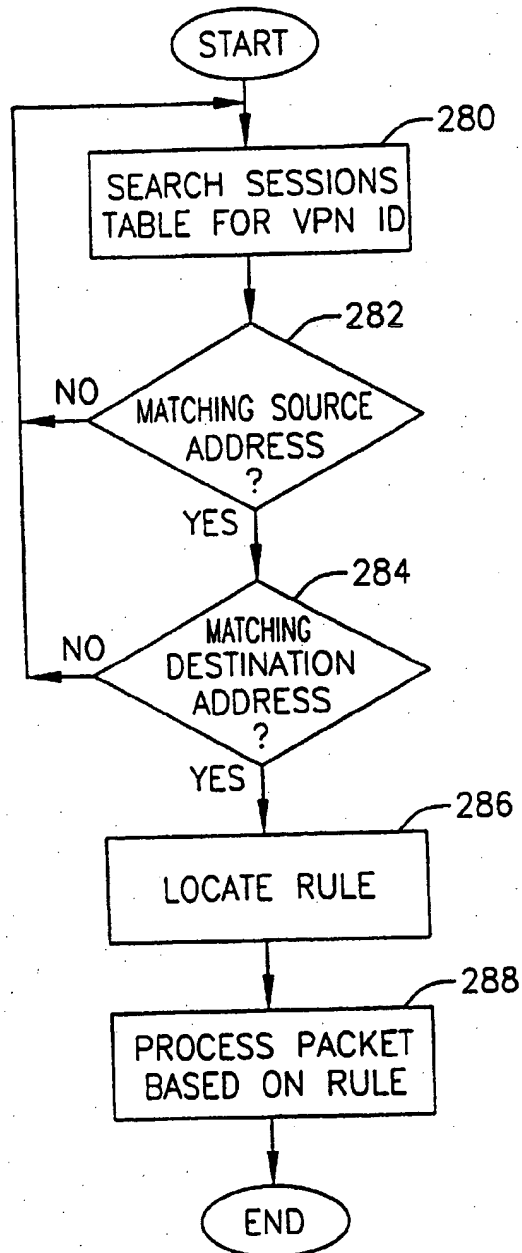 START
280
SEARCH SESSIONS
TABLE FOR VPN ID
282
NO
MATCHING SOURCE
ADDRESS
?
YES
284
NO
MATCHING
DESTINATION
ADDRESS
?
YES
286
LOCATE RULE
288
PROCESS PACKET
BASED ON RULE
END